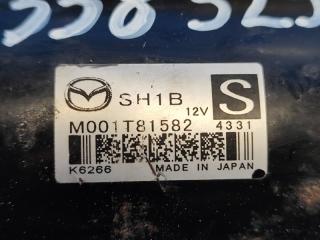 SH1B
12V
S
M001T81582
4331
K6266
MADE IN JAPAN